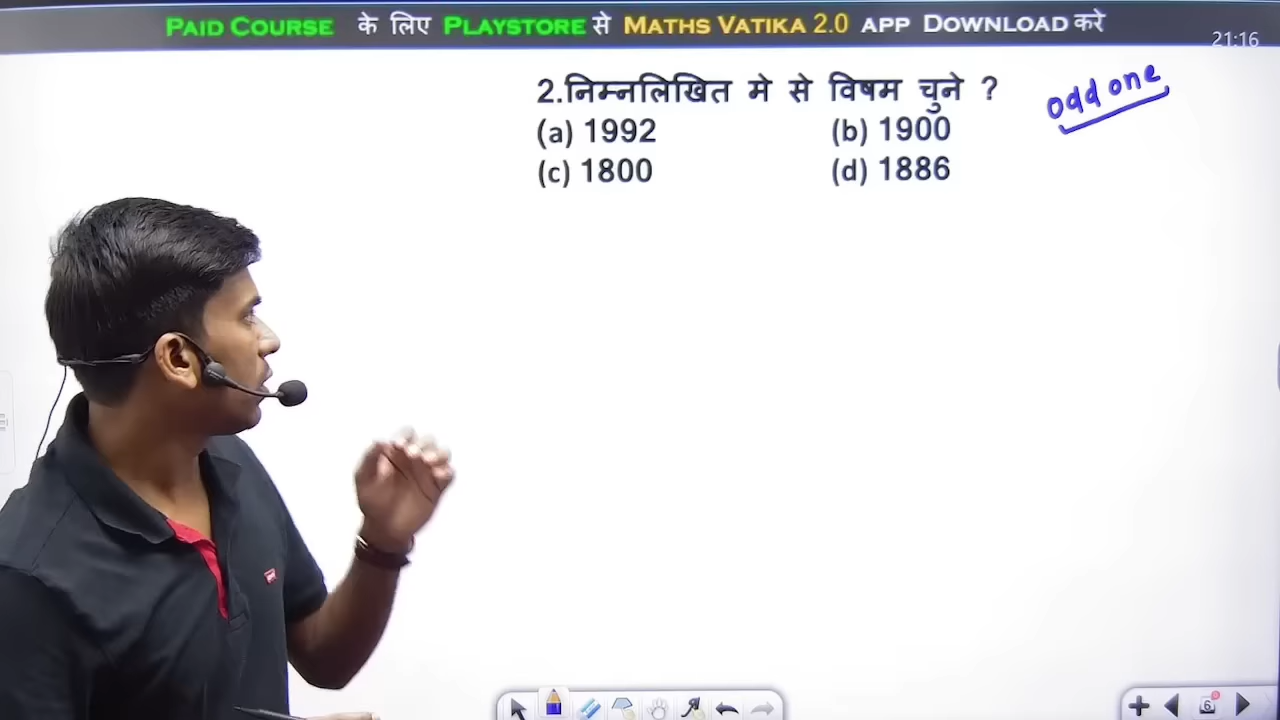 PAID COURSE के लिए PLAYSTORE से MATHS VATIKA 2.0 APP DOWNLOAD करे
21:16
2.निम्नलिखित मे से विषम चुने ?
odd one
(a) 1992 (b) 1900
(c) 1800 (d) 1886
6